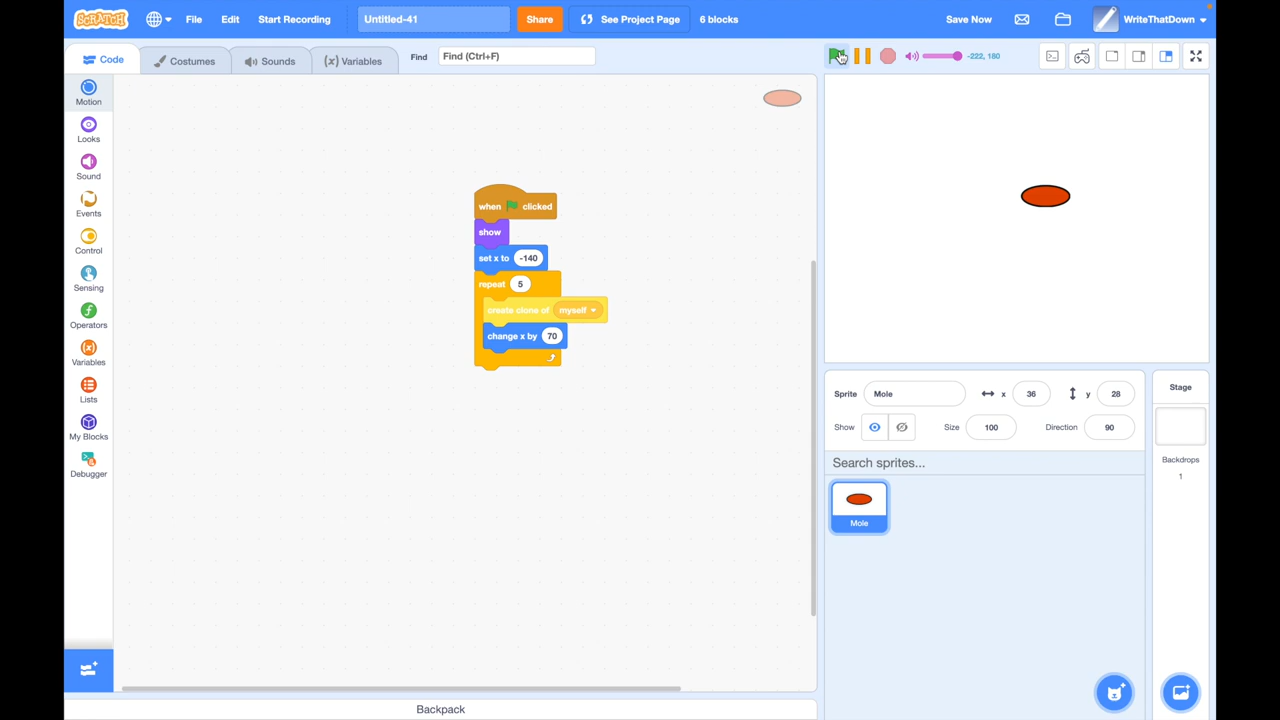 SCRATCH
File
Edit
Start Recording
Untitled-41
Share
See Project Page
6 blocks
Save Now
WriteThatDown
Code
Costumes
Sounds
(x) Variables
Find
Find (Ctrl+F)
-222, 180
Motion
Looks
Sound
Events
Control
Sensing
Operators
Variables
Lists
My Blocks
Debugger
when clicked
show
set x to -140
repeat 5
create clone of myself
change x by 70
Sprite Mole x 36 y 28
Show Size 100 Direction 90
Search sprites...
Mole
Stage
Backdrops
1
Backpack